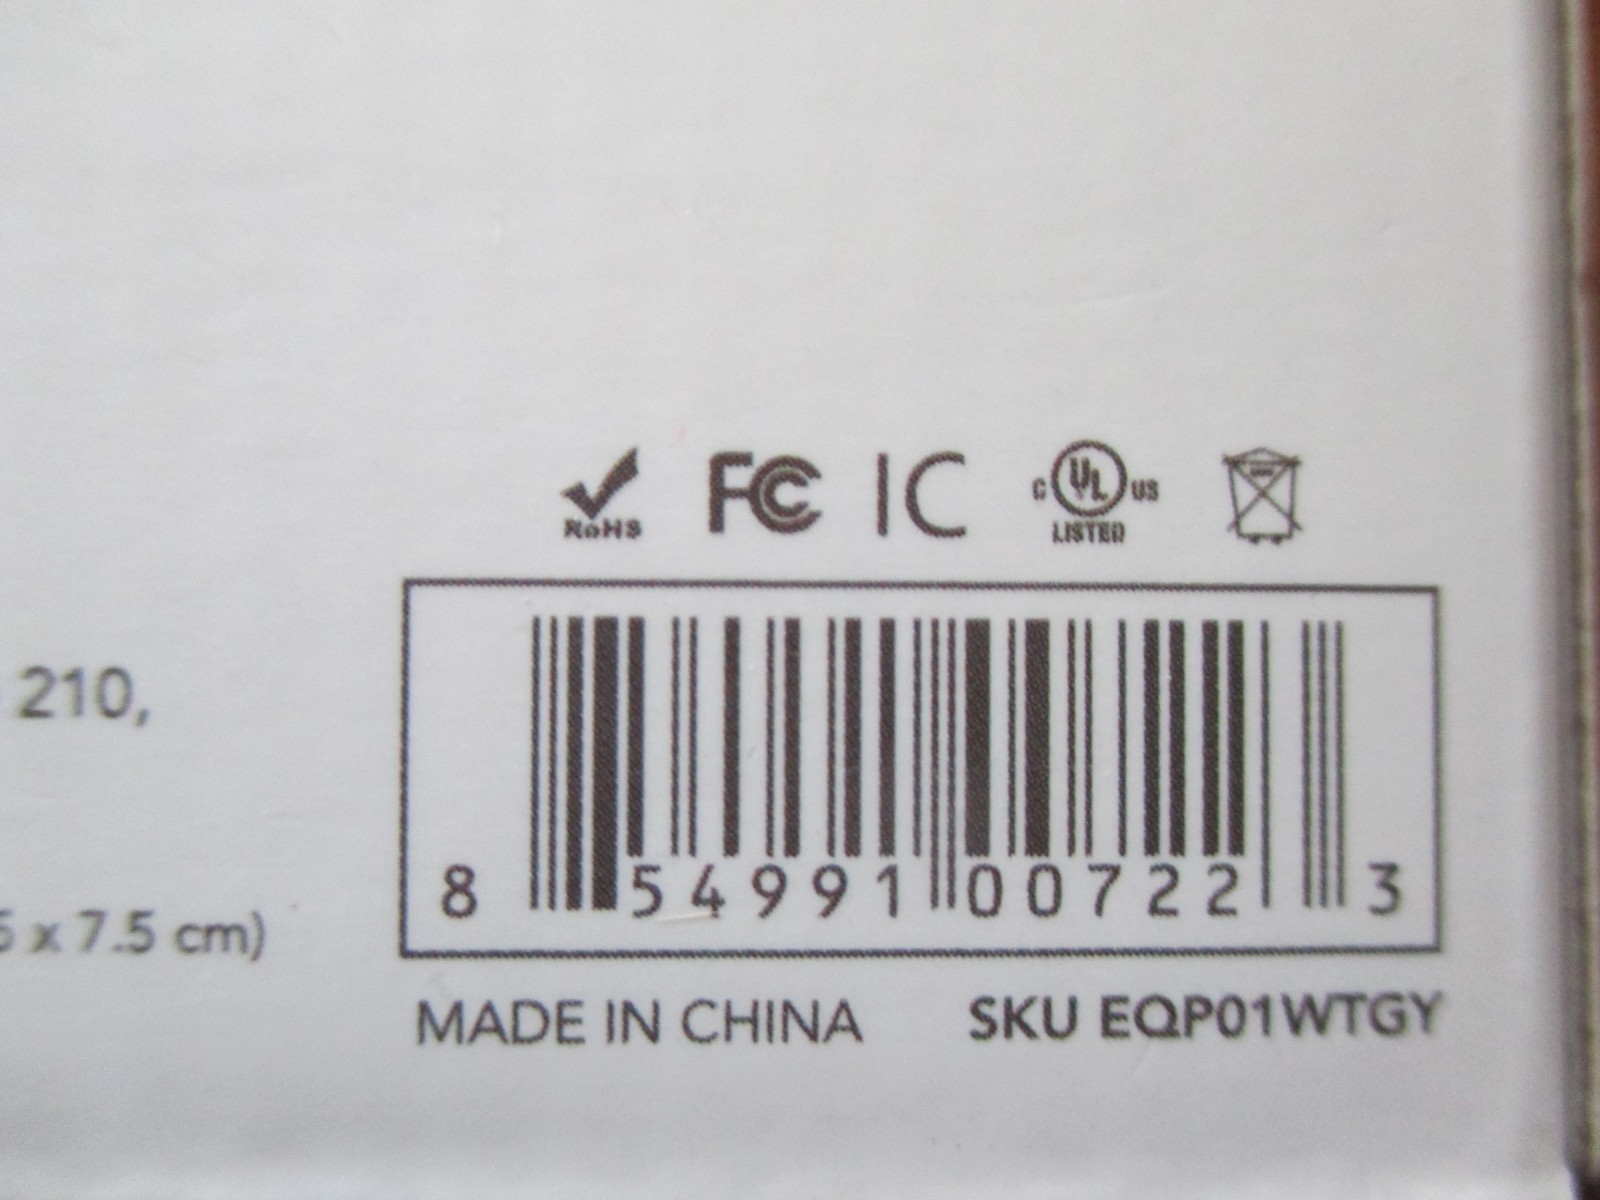 RoHS FC IC C UL US
LISTED
210,
8 54991 00722 3
x 7.5 cm)
MADE IN CHINA SKU EQP01WTGY